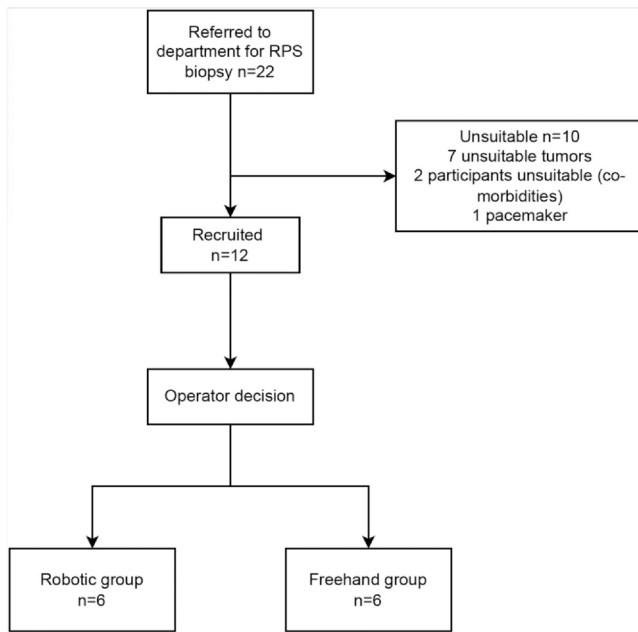 Referred to
department for RPS
biopsy n=22
Unsuitable n=10
7 unsuitable tumors
2 participants unsuitable (co-
morbidities)
1 pacemaker
Recruited
n=12
Operator decision
Robotic group
n=6
Freehand group
n=6